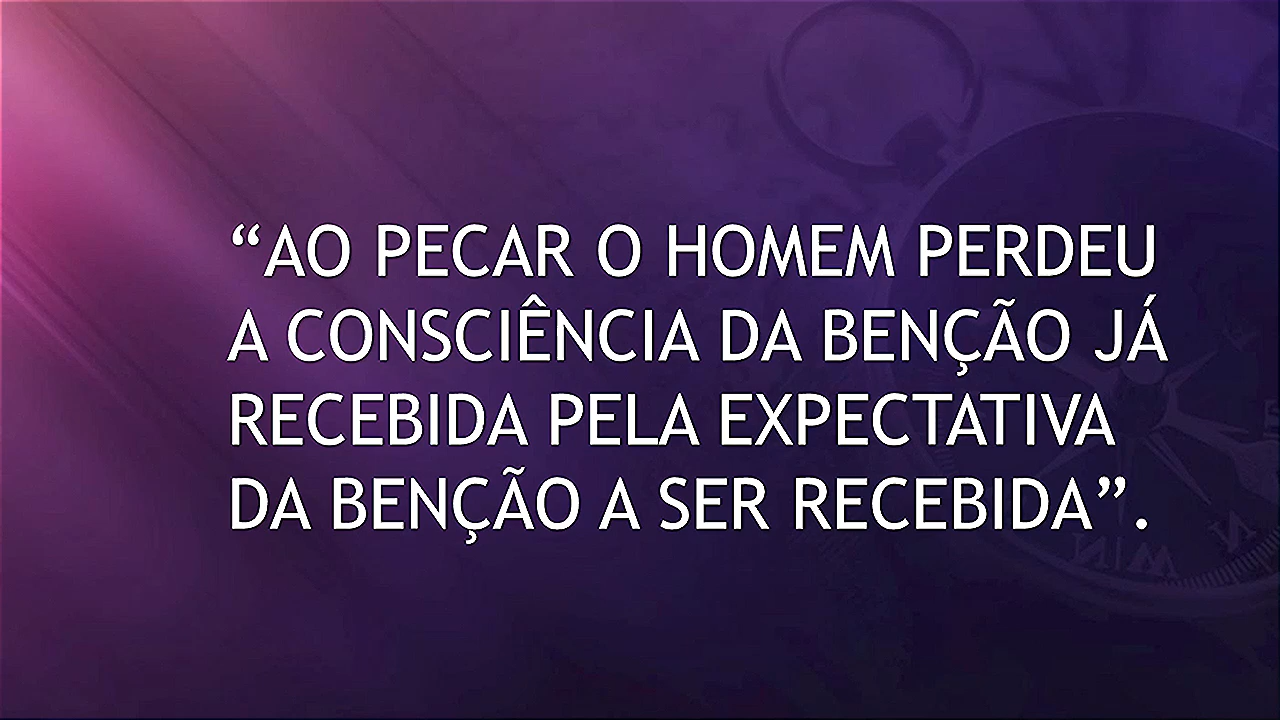 “AO PECAR O HOMEM PERDEU
A CONSCIÊNCIA DA BENÇÃO JÁ
RECEBIDA PELA EXPECTATIVA
DA BENÇÃO A SER RECEBIDA”.